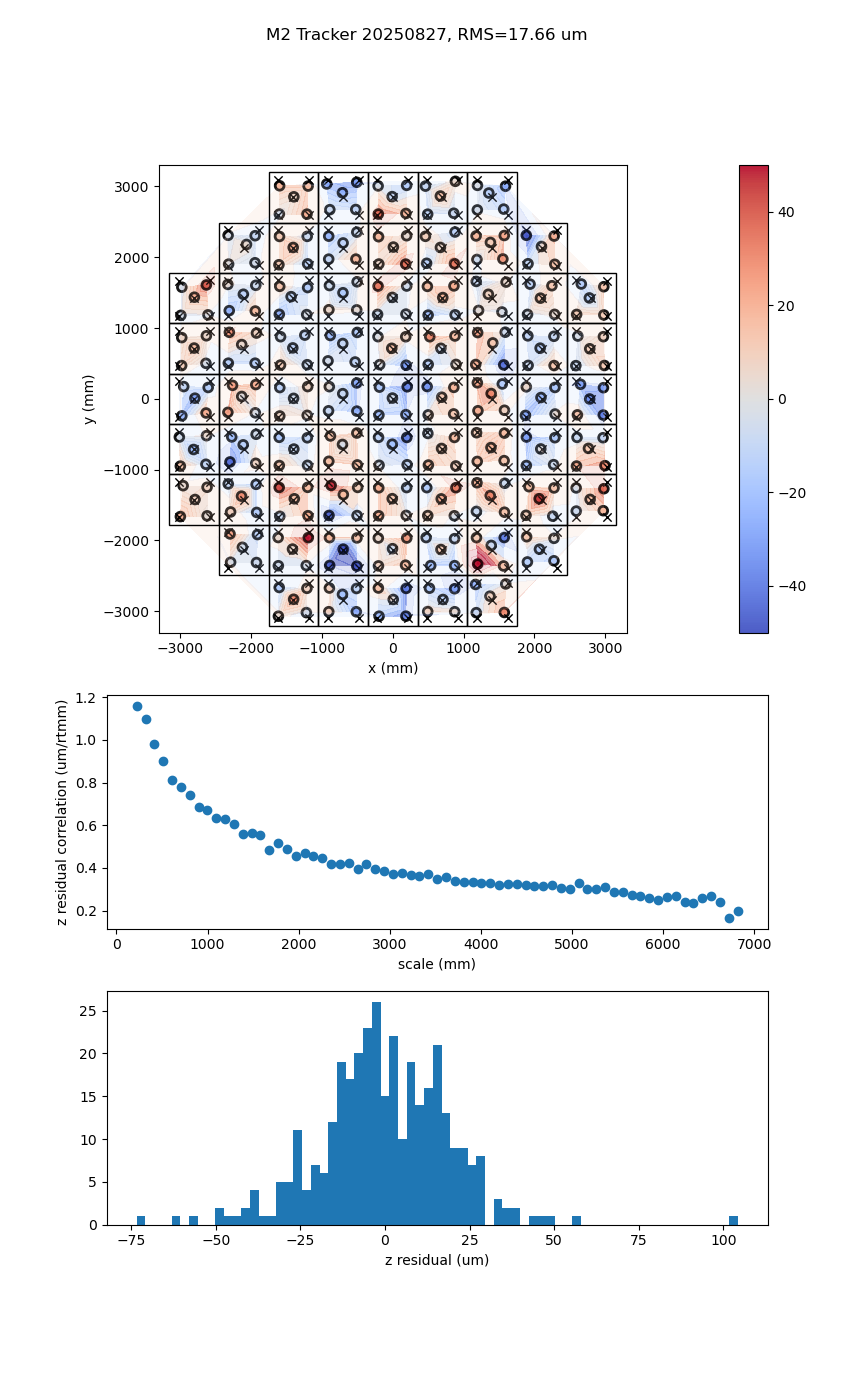 M2 Tracker 20250827, RMS=17.66 um
3000
2000
1000
0
−1000
−2000
−3000
y (mm)
−3000 −2000 −1000 0 1000 2000 3000
x (mm)
40
20
0
−20
−40
1.2
1.0
0.8
0.6
0.4
0.2
z residual correlation (um/rtmm)
0 1000 2000 3000 4000 5000 6000 7000
scale (mm)
25
20
15
10
5
0
−75 −50 −25 0 25 50 75 100
z residual (um)